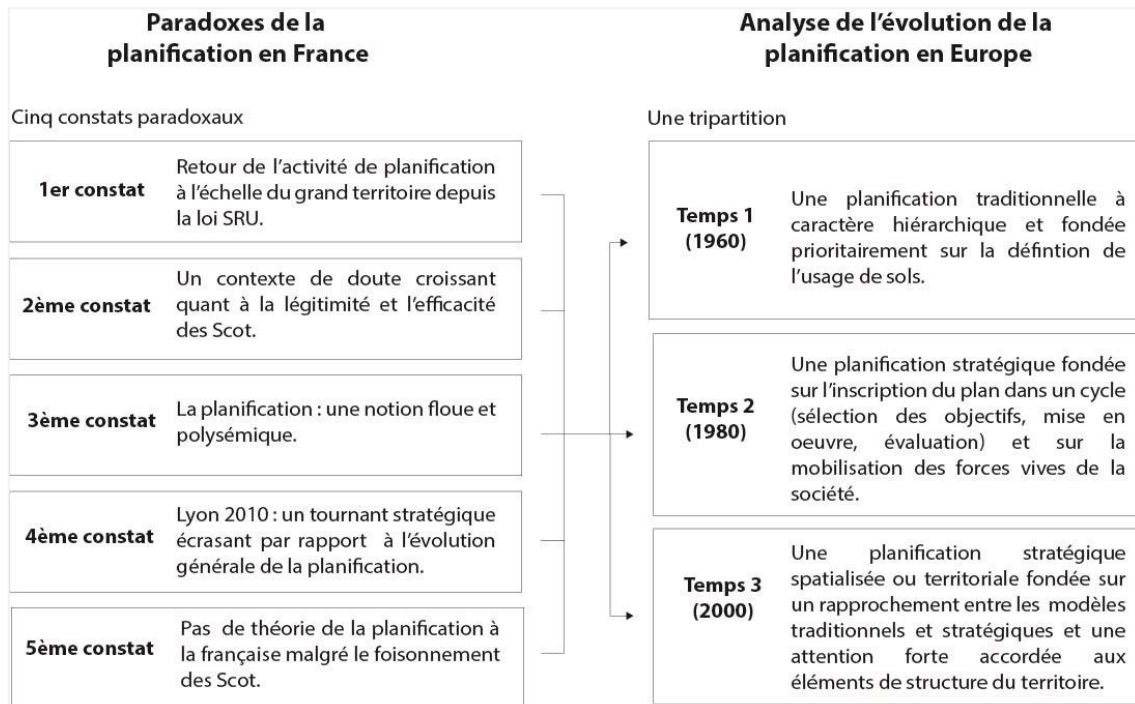 Paradoxes de la
planification en France
Cinq constats paradoxaux
1er constat
Retour de l'activité de planification
à l'échelle du grand territoire depuis
la loi SRU.
2ème constat
Un contexte de doute croissant
quant à la légitimité et l'efficacité
des Scot.
3ème constat
La planification : une notion floue et
polysémique.
4ème constat
Lyon 2010 : un tournant stratégique
écrasant par rapport à l'évolution
générale de la planification.
5ème constat
Pas de théorie de la planification à
la française malgré le foisonnement
des Scot.
Analyse de l'évolution de la
planification en Europe
Une tripartition
Temps 1
(1960)
Une planification traditionnelle à
caractère hiérarchique et fondée
prioritairement sur la défintion de
l'usage de sols.
Temps 2
(1980)
Une planification stratégique fondée
sur l'inscription du plan dans un cycle
(sélection des objectifs, mise en
oeuvre, évaluation) et sur la
mobilisation des forces vives de la
société.
Temps 3
(2000)
Une planification stratégique
spatialisée ou territoriale fondée sur
un rapprochement entre les modèles
traditionnels et stratégiques et une
attention forte accordée aux
éléments de structure du territoire.